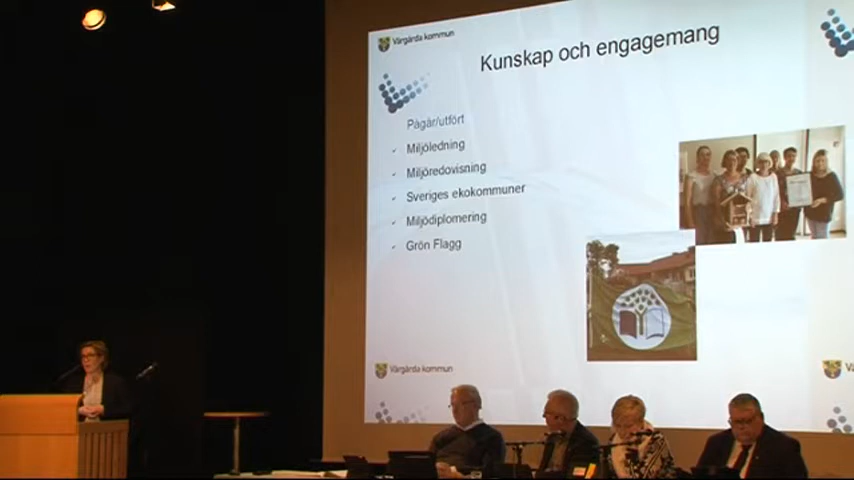 Vårgårda kommun
Kunskap och engagemang
Pågår/utfört
Miljöledning
Miljöredovisning
Sveriges ekokommuner
Miljödiplomering
Grön Flagg
Vårgårda kommun